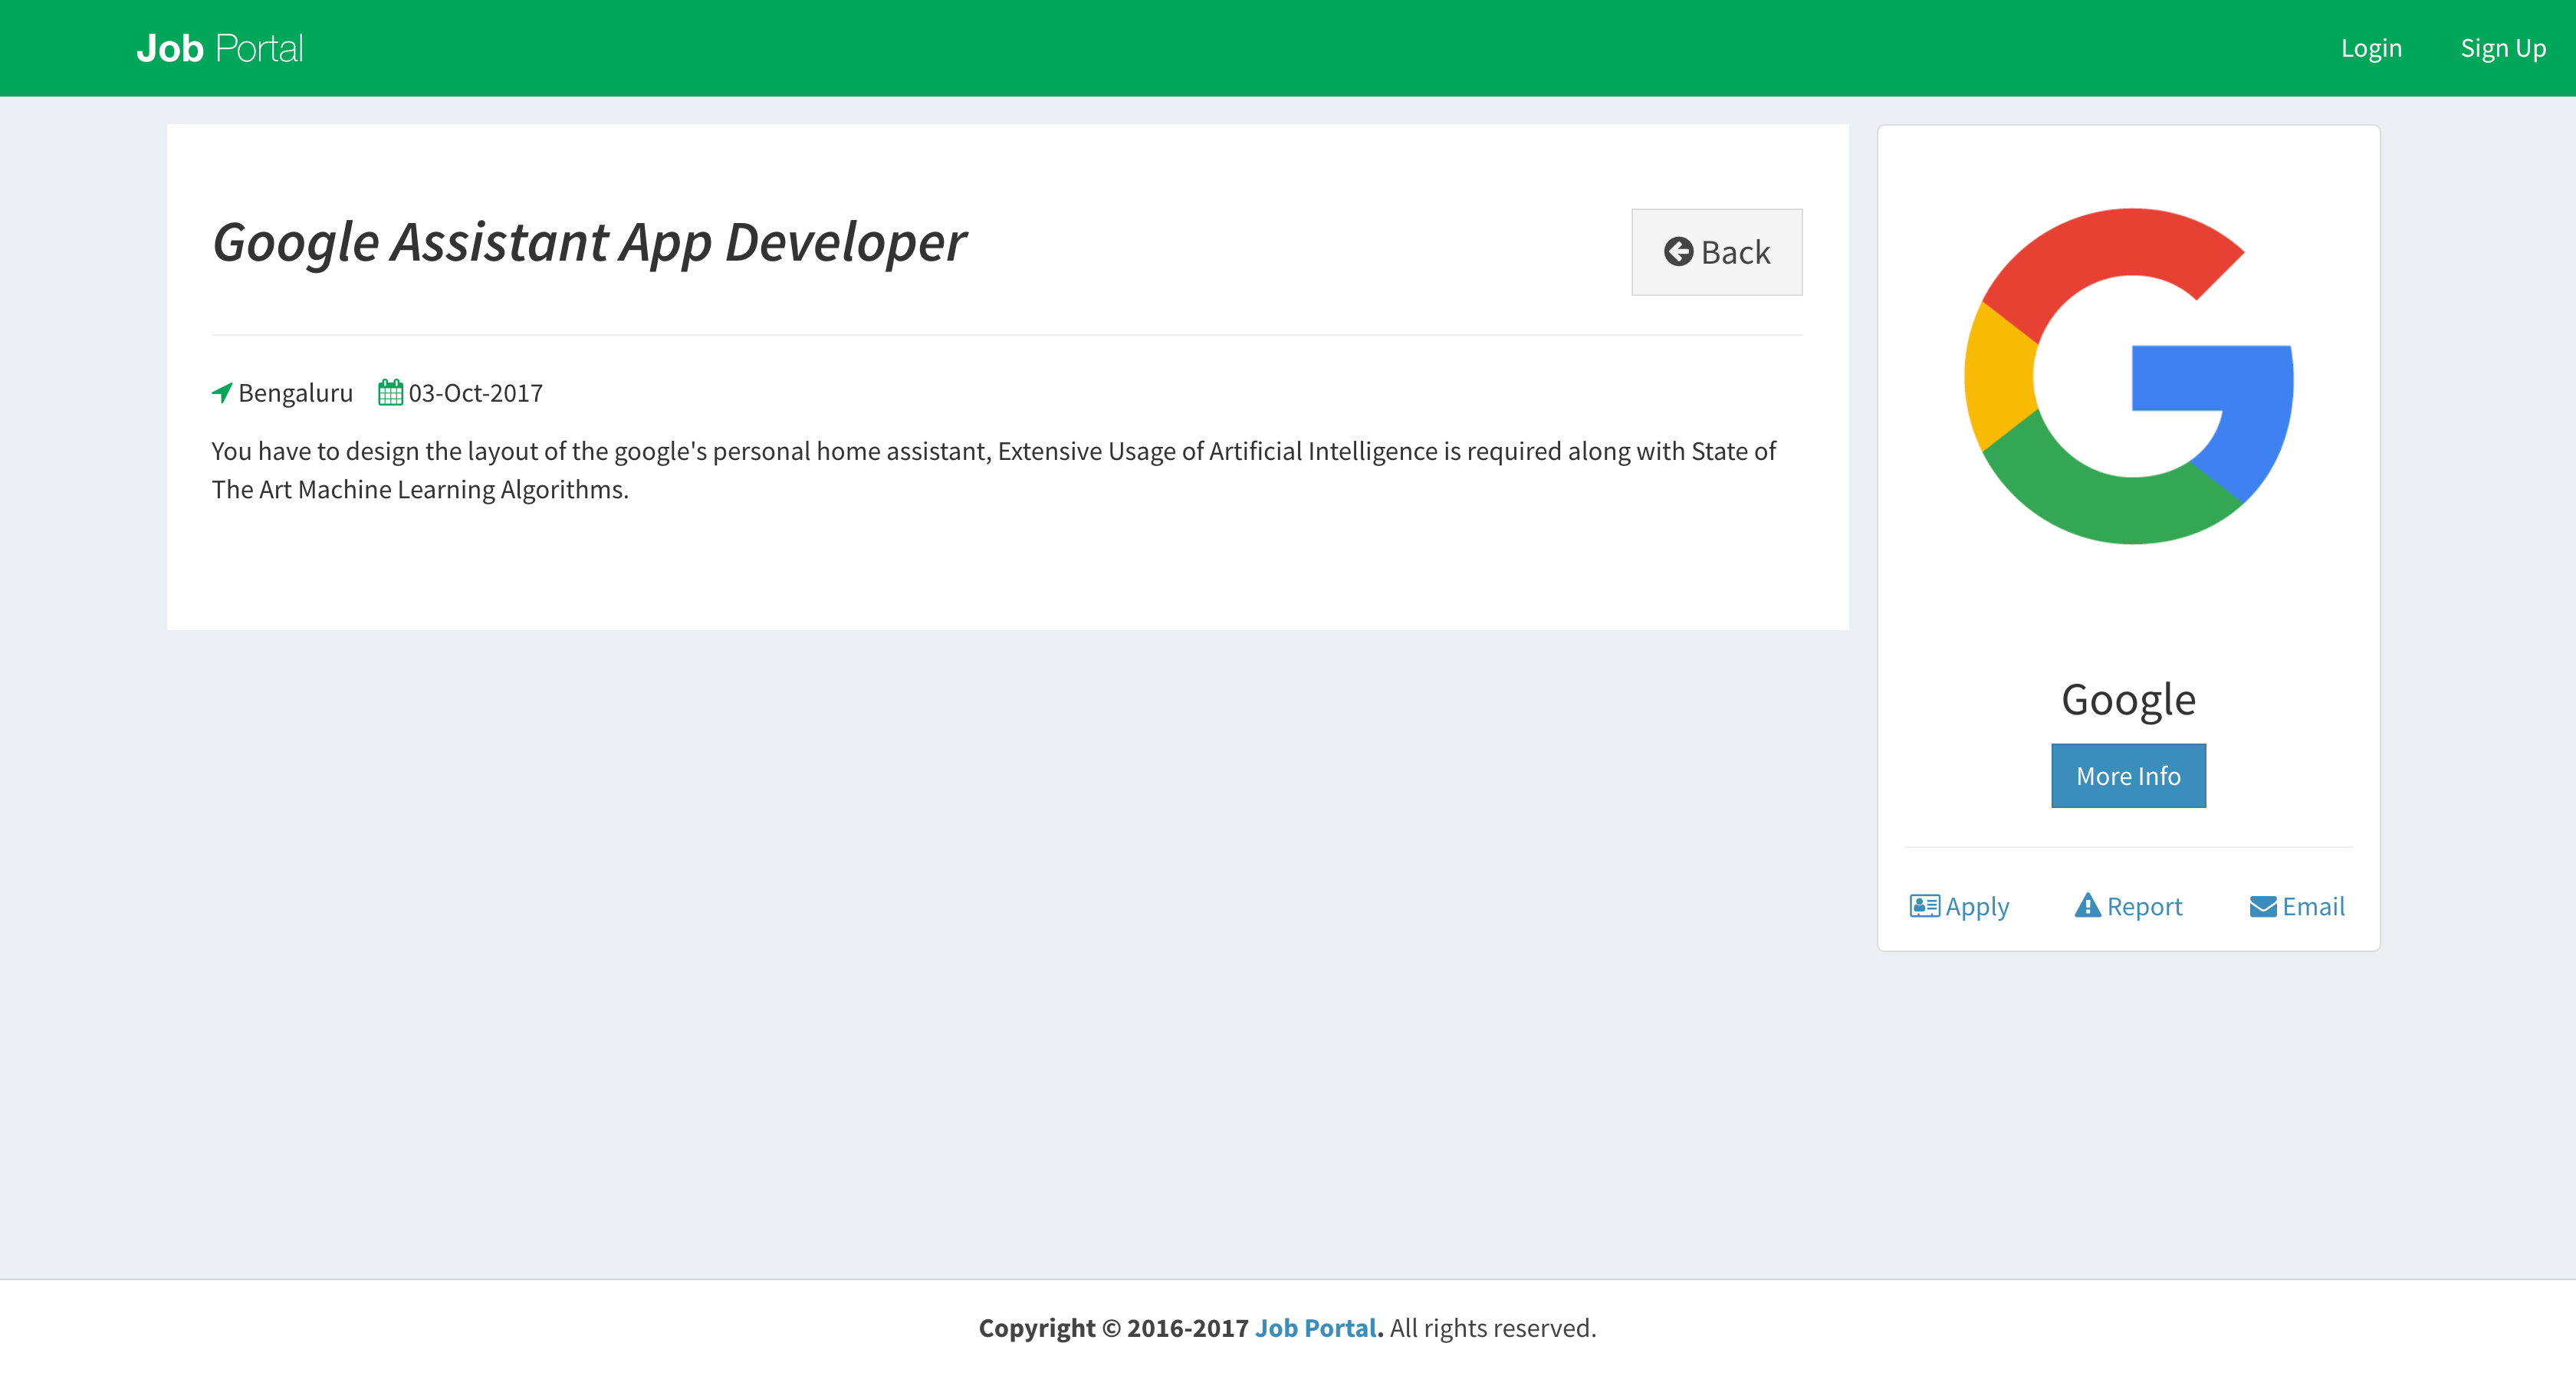 Job Portal
Login
Sign Up
Google Assistant App Developer
Back
Bengaluru 03-Oct-2017
You have to design the layout of the google's personal home assistant, Extensive Usage of Artificial Intelligence is required along with State of
The Art Machine Learning Algorithms.
Google
More Info
Apply
Report
Email
Copyright © 2016-2017 Job Portal. All rights reserved.